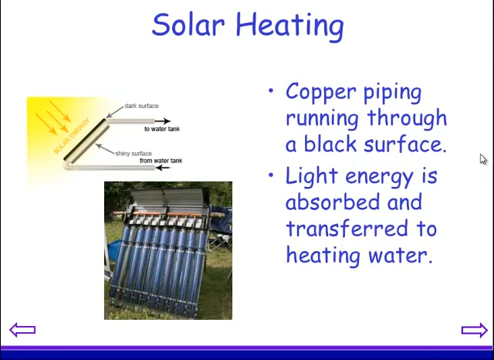 Solar Heating
SOLAR ENERGY
dark surface
to water tank
shiny surface
from water tank
• Copper piping
running through
a black surface.
• Light energy is
absorbed and
transferred to
heating water.